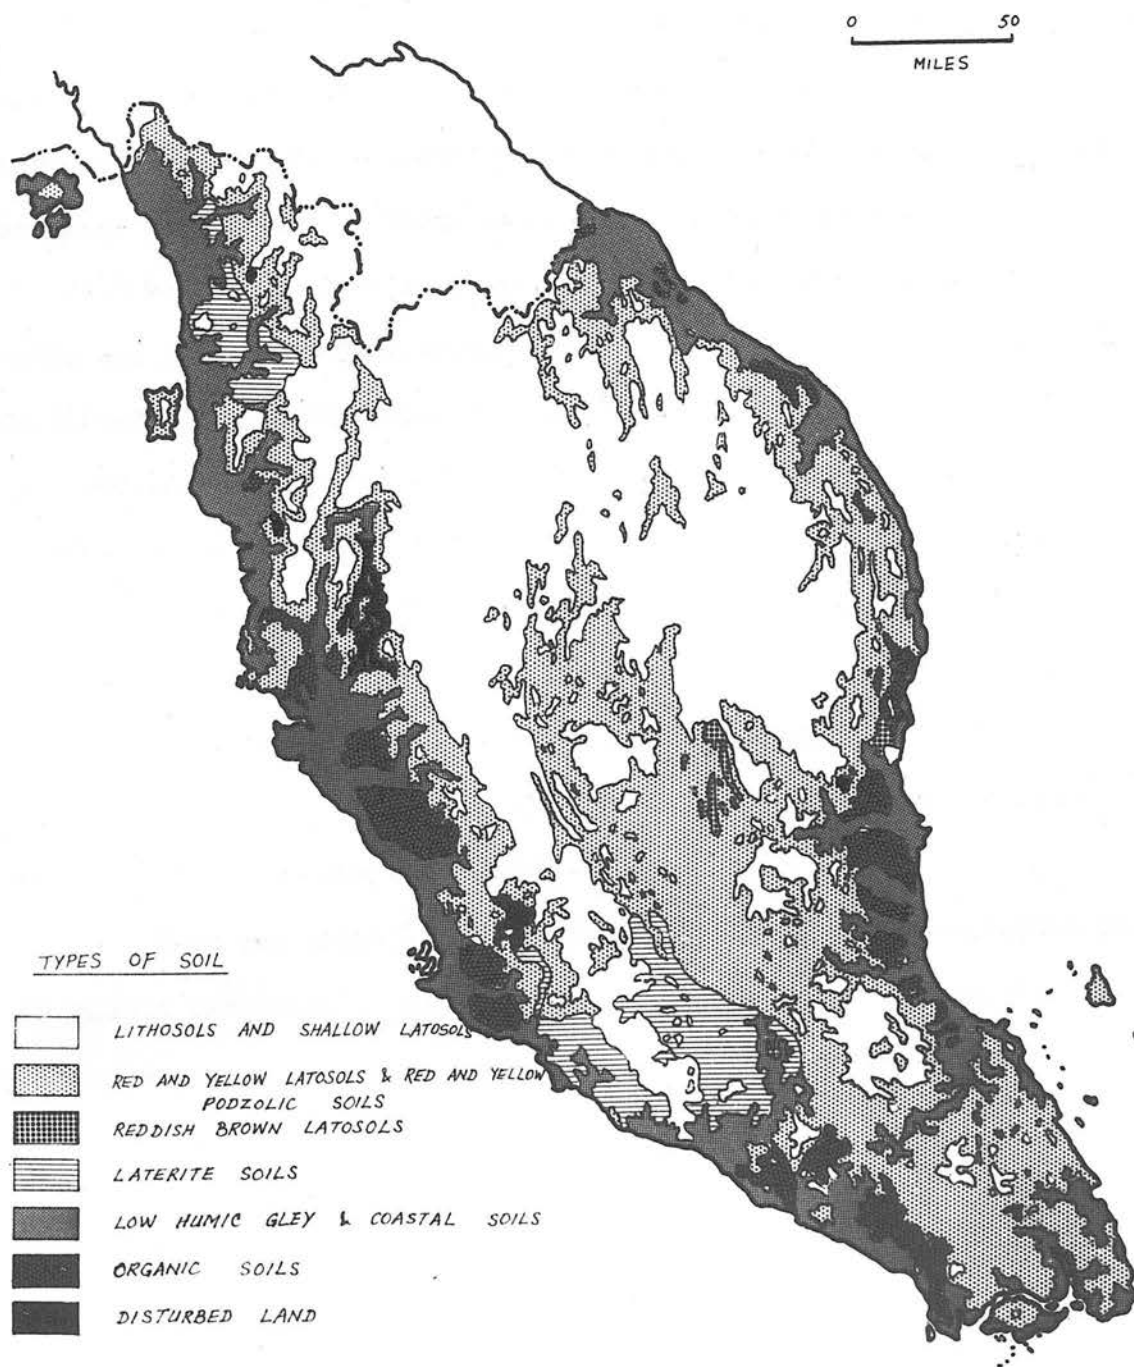 0 50
MILES
TYPES OF SOIL
LITHOSOLS AND SHALLOW LATOSOLS
RED AND YELLOW LATOSOLS & RED AND YELLOW
PODZOLIC SOILS
REDDISH BROWN LATOSOLS
LATERITE SOILS
LOW HUMIC GLEY & COASTAL SOILS
ORGANIC SOILS
DISTURBED LAND